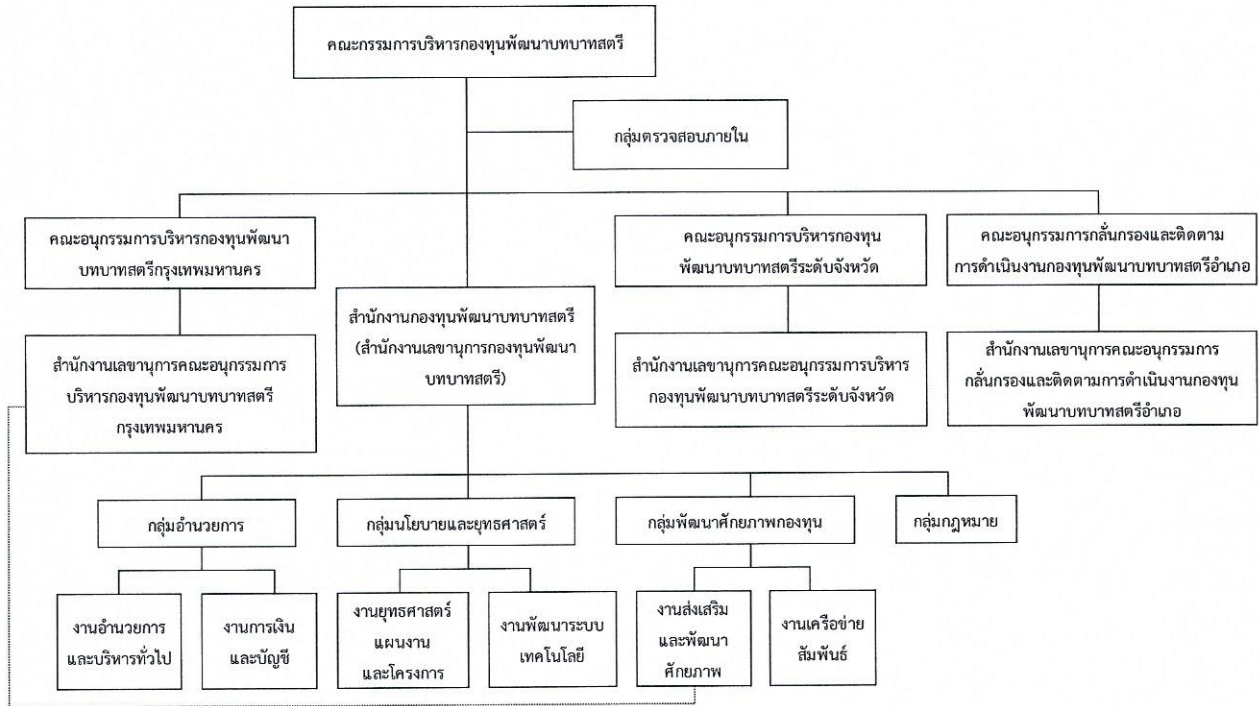 คณะกรรมการบริหารกองทุนพัฒนาบทบาทสตรี
กลุ่มตรวจสอบภายใน
คณะอนุกรรมการบริหารกองทุนพัฒนา
บทบาทสตรีกรุงเทพมหานคร
คณะอนุกรรมการบริหารกองทุน
พัฒนาบทบาทสตรีระดับจังหวัด
คณะอนุกรรมการกลั่นกรองและติดตาม
การดำเนินงานกองทุนพัฒนาบทบาทสตรีอำเภอ
สำนักงานเลขานุการคณะอนุกรรมการ
บริหารกองทุนพัฒนาบทบาทสตรี
กรุงเทพมหานคร
สำนักงานกองทุนพัฒนาบทบาทสตรี
(สำนักงานเลขานุการกองทุนพัฒนา
บทบาทสตรี)
สำนักงานเลขานุการคณะอนุกรรมการบริหาร
กองทุนพัฒนาบทบาทสตรีระดับจังหวัด
สำนักงานเลขานุการคณะอนุกรรมการ
กลั่นกรองและติดตามการดำเนินงานกองทุน
พัฒนาบทบาทสตรีอำเภอ
กลุ่มอำนวยการ
กลุ่มนโยบายและยุทธศาสตร์
กลุ่มพัฒนาศักยภาพกองทุน
กลุ่มกฎหมาย
งานอำนวยการ
และบริหารทั่วไป
งานการเงิน
และบัญชี
งานยุทธศาสตร์
แผนงาน
และโครงการ
งานพัฒนาระบบ
เทคโนโลยี
งานส่งเสริม
และพัฒนา
ศักยภาพ
งานเครือข่าย
สัมพันธ์